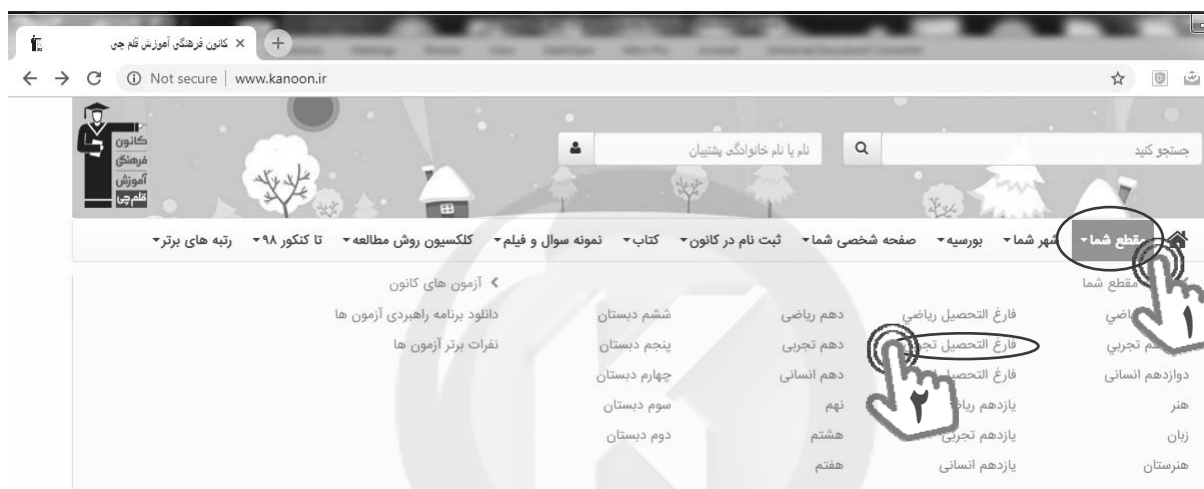 کانون فرهنگی آموزش قلم چی
Not secure | www.kanoon.ir
کانون
فرهنگی
آموزش
قلم‌چی
جستجو کنید
نام یا نام خانوادگی پشتیبان
مقطع شما
شهر شما
بورسیه
صفحه شخصی شما
ثبت نام در کانون
کتاب
نمونه سوال و فیلم
کلکسیون روش مطالعه
تا کنکور ۹۸
رتبه های برتر
مقطع شما
آزمون های کانون
فارغ التحصیل ریاضي
دهم ریاضی
ششم دبستان
دانلود برنامه راهبردی آزمون ها
تجربي
فارغ التحصیل
دهم تجربی
پنجم دبستان
نفرات برتر آزمون ها
دوازدهم انسانی
فارغ التحصیل
دهم انسانی
چهارم دبستان
هنر
یازدهم
نهم
سوم دبستان
زبان
یازدهم تجربی
هشتم
دوم دبستان
هنرستان
یازدهم انسانی
هفتم
۱
۲